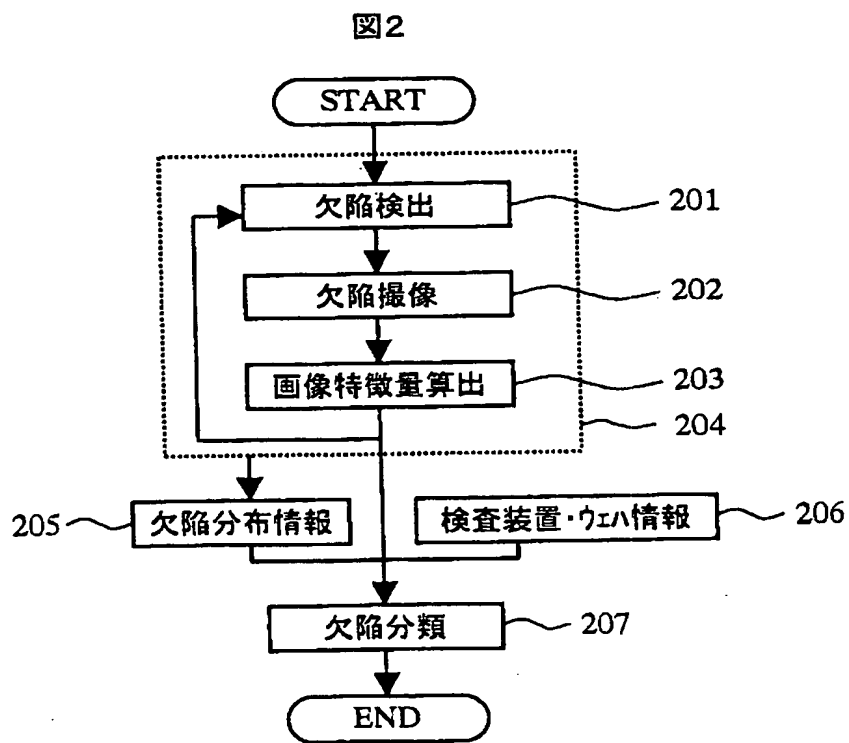 図2
START
欠陥検出
201
欠陥撮像
202
画像特徴量算出
203
204
205
欠陥分布情報
検査装置・ウェハ情報
206
欠陥分類
207
END